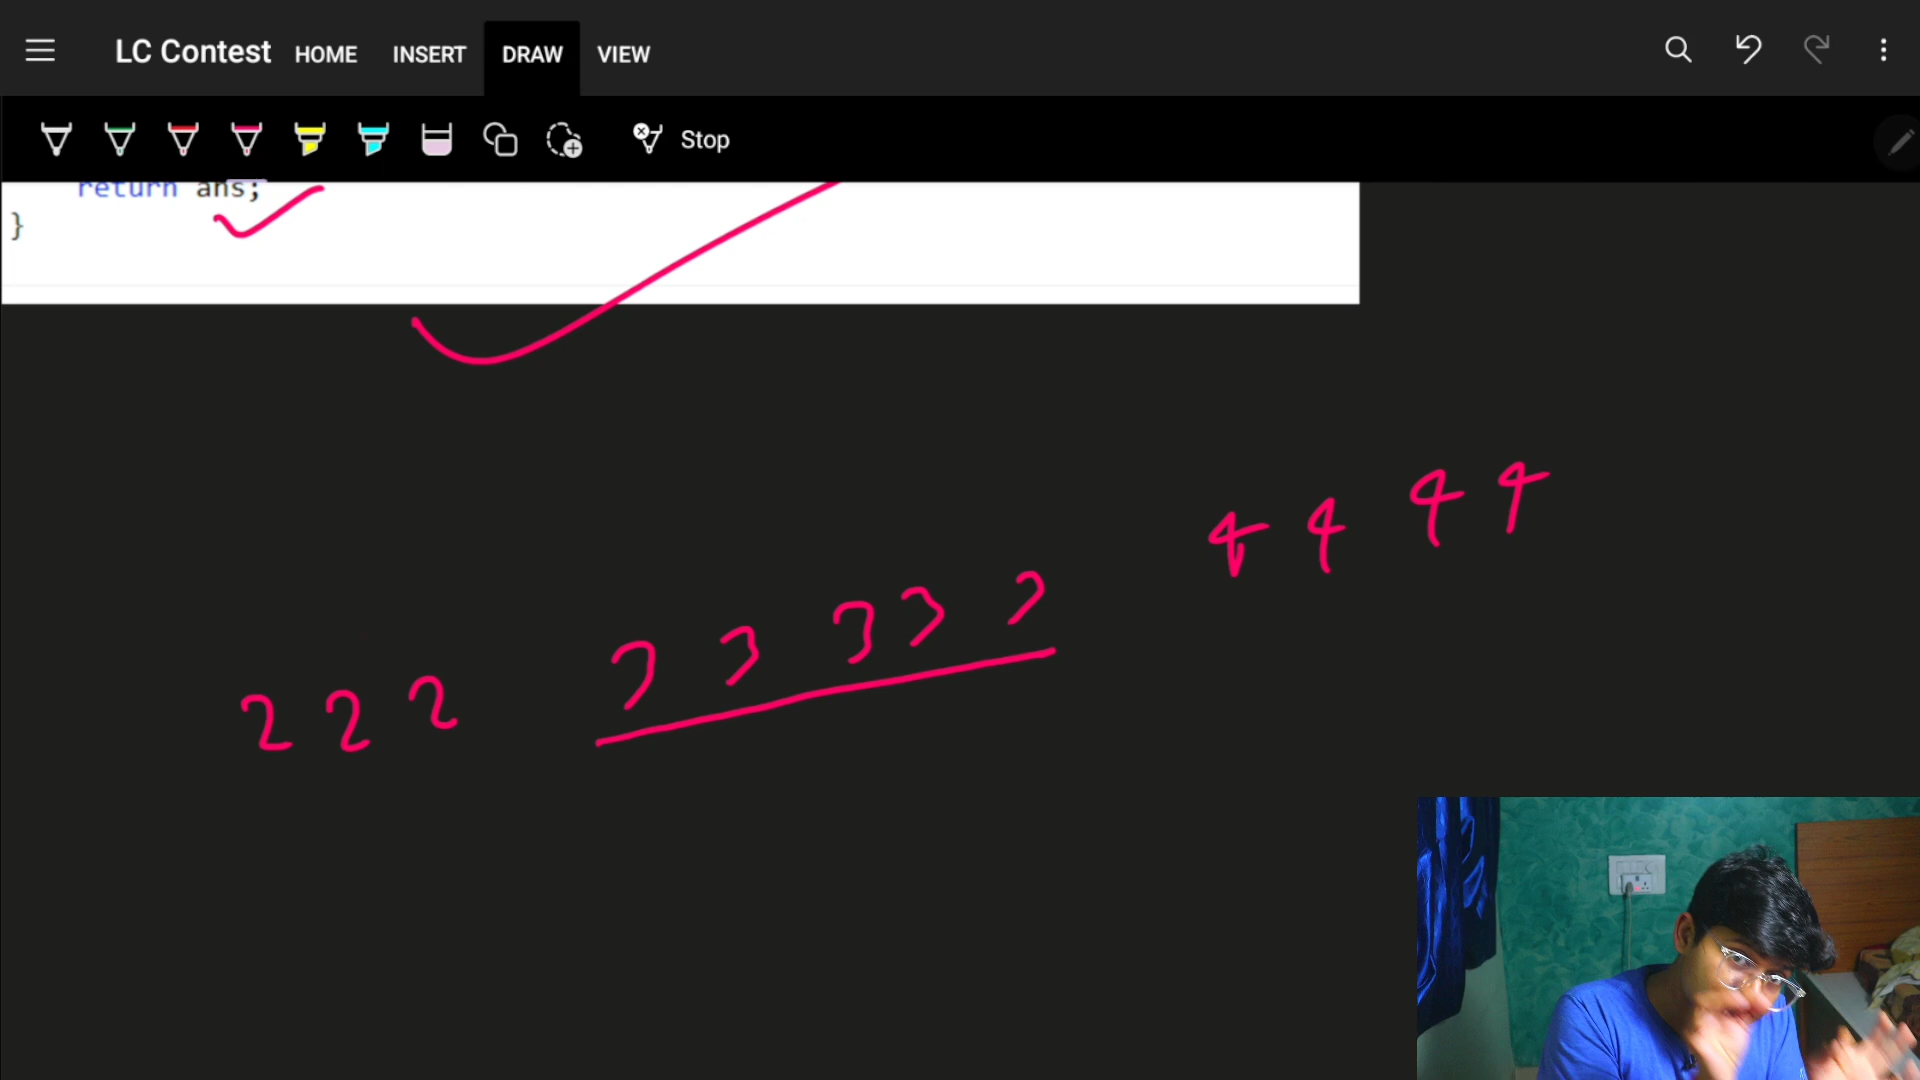 LC Contest HOME INSERT DRAW VIEW
Stop
return ans;
}
4 4 4 4
3 3 3 3 3
2 2 2